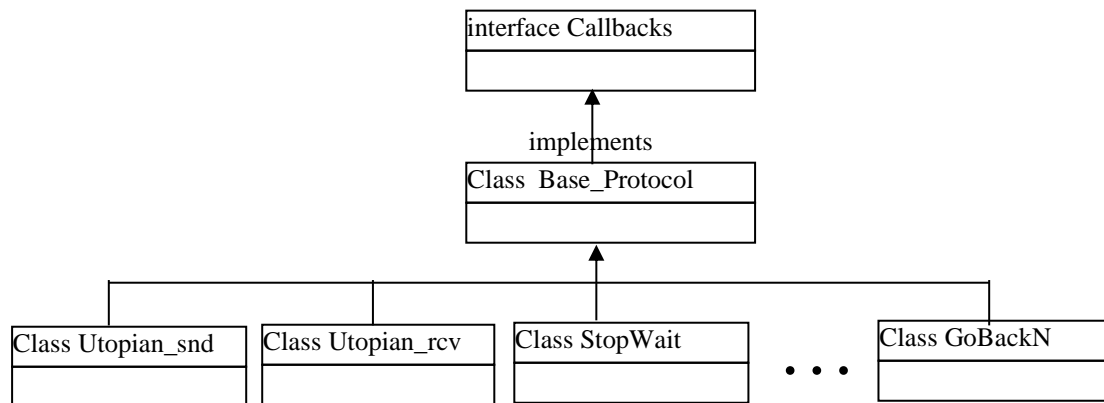 interface Callbacks
implements
Class Base_Protocol
Class Utopian_snd
Class Utopian_rcv
Class StopWait
• • •
Class GoBackN